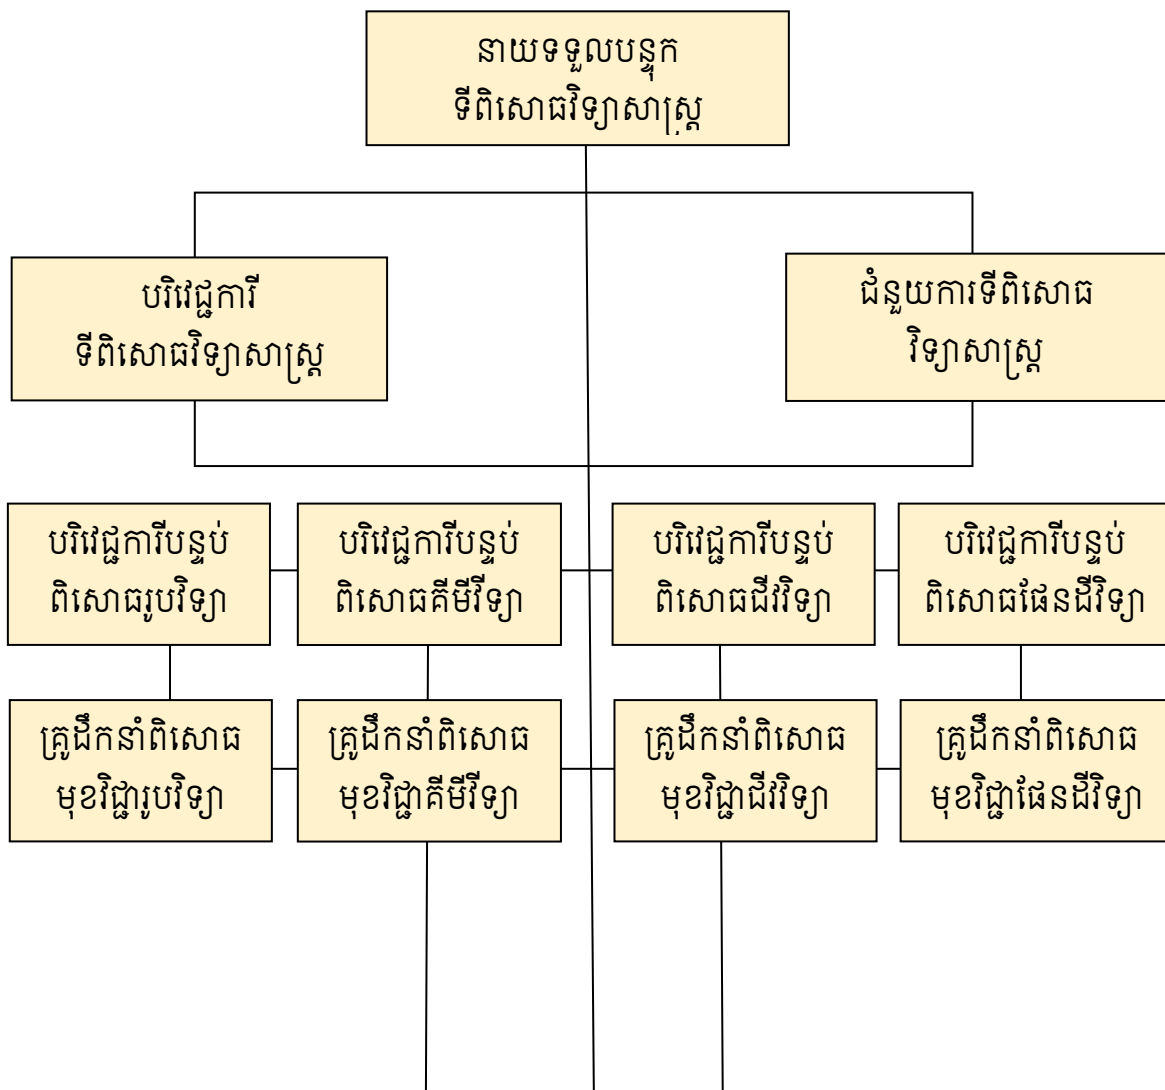 នាយទទួលបន្ទុក
ទីពិសោធវិទ្យាសាស្ត្រ
បរិវេជ្ជការី
ទីពិសោធវិទ្យាសាស្ត្រ
ជំនួយការទីពិសោធ
វិទ្យាសាស្ត្រ
បរិវេជ្ជការីបន្ទប់
ពិសោធរូបវិទ្យា
បរិវេជ្ជការីបន្ទប់
ពិសោធគីមីវិទ្យា
បរិវេជ្ជការីបន្ទប់
ពិសោធជីវវិទ្យា
បរិវេជ្ជការីបន្ទប់
ពិសោធផែនដីវិទ្យា
គ្រូដឹកនាំពិសោធ
មុខវិជ្ជារូបវិទ្យា
គ្រូដឹកនាំពិសោធ
មុខវិជ្ជាគីមីវិទ្យា
គ្រូដឹកនាំពិសោធ
មុខវិជ្ជាជីវវិទ្យា
គ្រូដឹកនាំពិសោធ
មុខវិជ្ជាផែនដីវិទ្យា